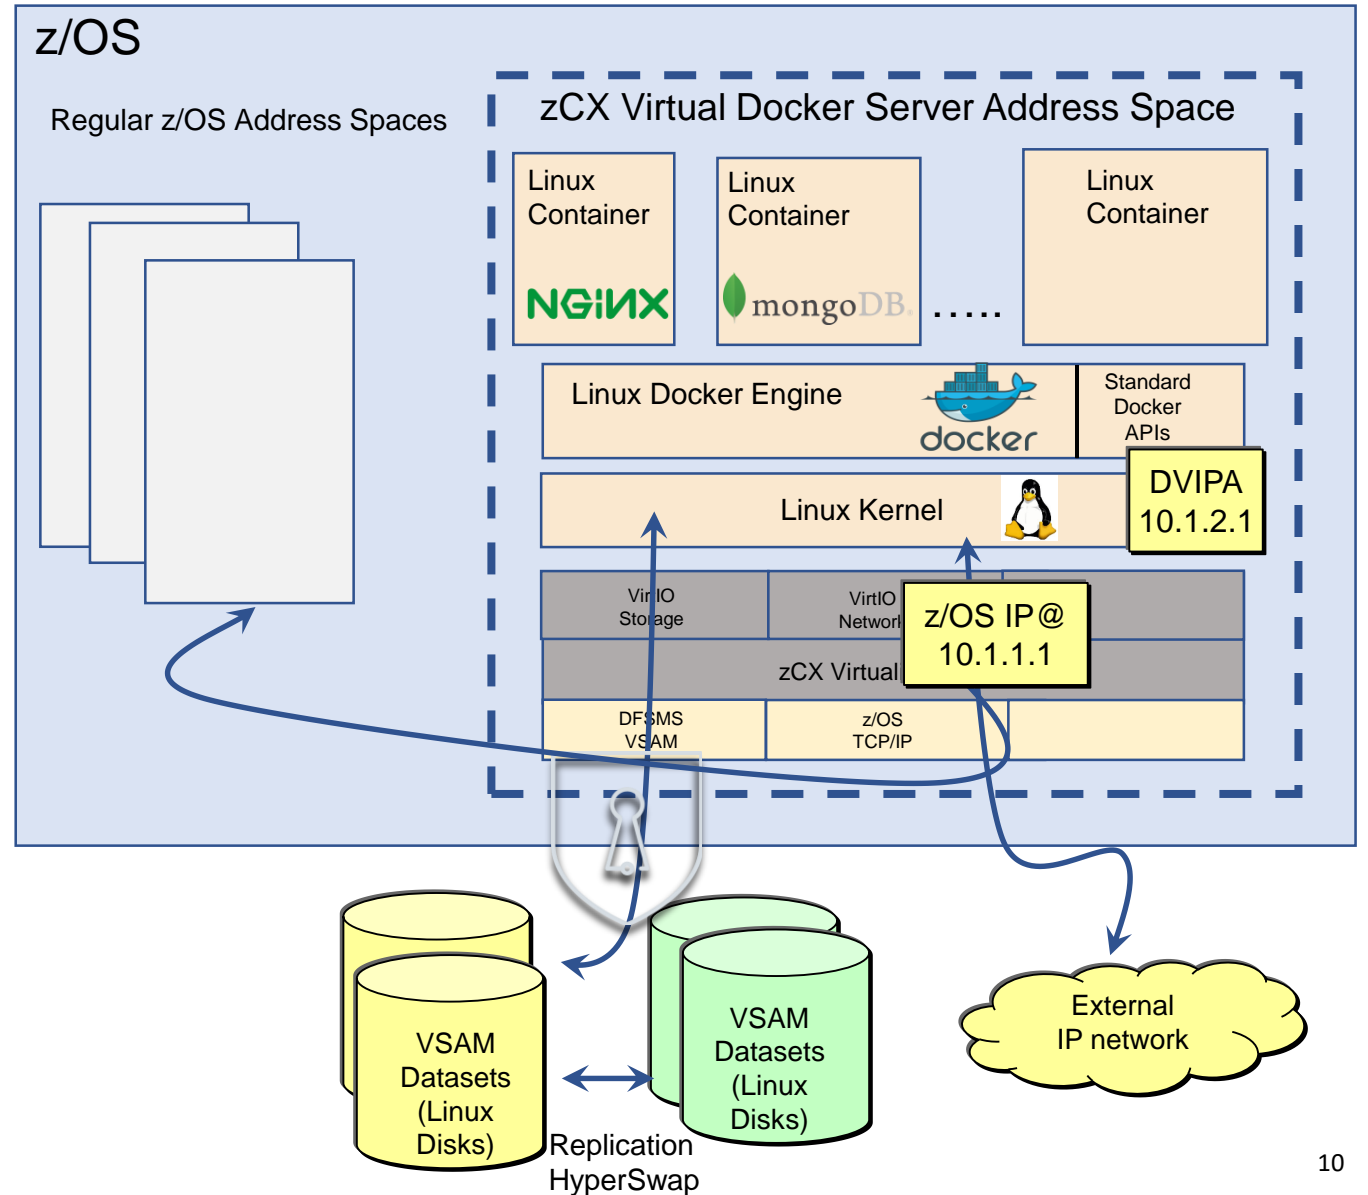 z/OS
Regular z/OS Address Spaces
zCX Virtual Docker Server Address Space
Linux
Container
NGiNX
Linux
Container
mongoDB.
.....
Linux
Container
Linux Docker Engine
docker
Standard
Docker
APIs
DVIPA
10.1.2.1
Linux Kernel
VirtIO
Storage
VirtIO
Network
z/OS IP@
10.1.1.1
zCX Virtual
DFSMS
VSAM
z/OS
TCP/IP
VSAM
Datasets
(Linux
Disks)
VSAM
Datasets
(Linux
Disks)
Replication
HyperSwap
External
IP network
10